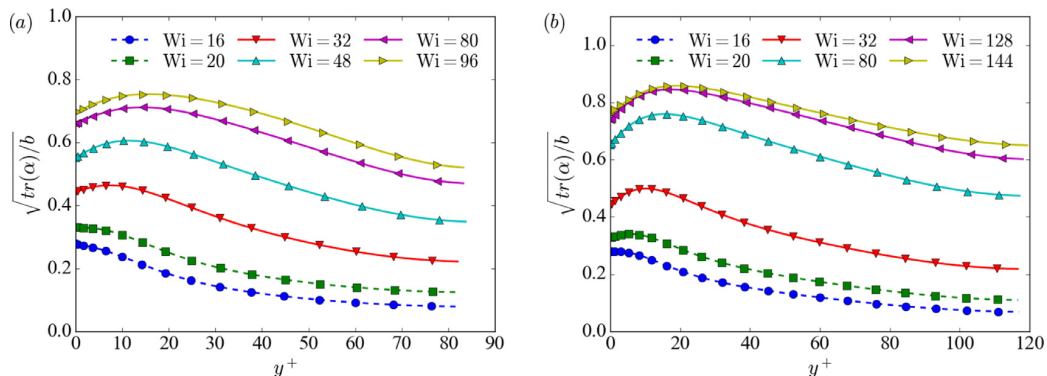 (a)
1.0
0.8
0.6
0.4
0.2
0.0
√tr(α)/b
Wi = 16 Wi = 32 Wi = 80
Wi = 20 Wi = 48 Wi = 96
0 10 20 30 40 50 60 70 80 90
y⁺
(b)
1.0
0.8
0.6
0.4
0.2
0.0
√tr(α)/b
Wi = 16 Wi = 32 Wi = 128
Wi = 20 Wi = 80 Wi = 144
0 20 40 60 80 100 120
y⁺